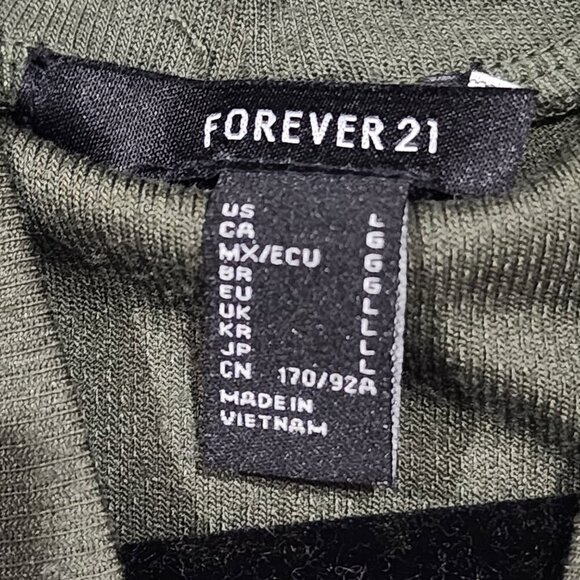 FOREVER 21
US L
CA G
MX/ECU G
BR G
EU L
UK L
KR L
JP L
CN 170/92A
MADE IN
VIETNAM